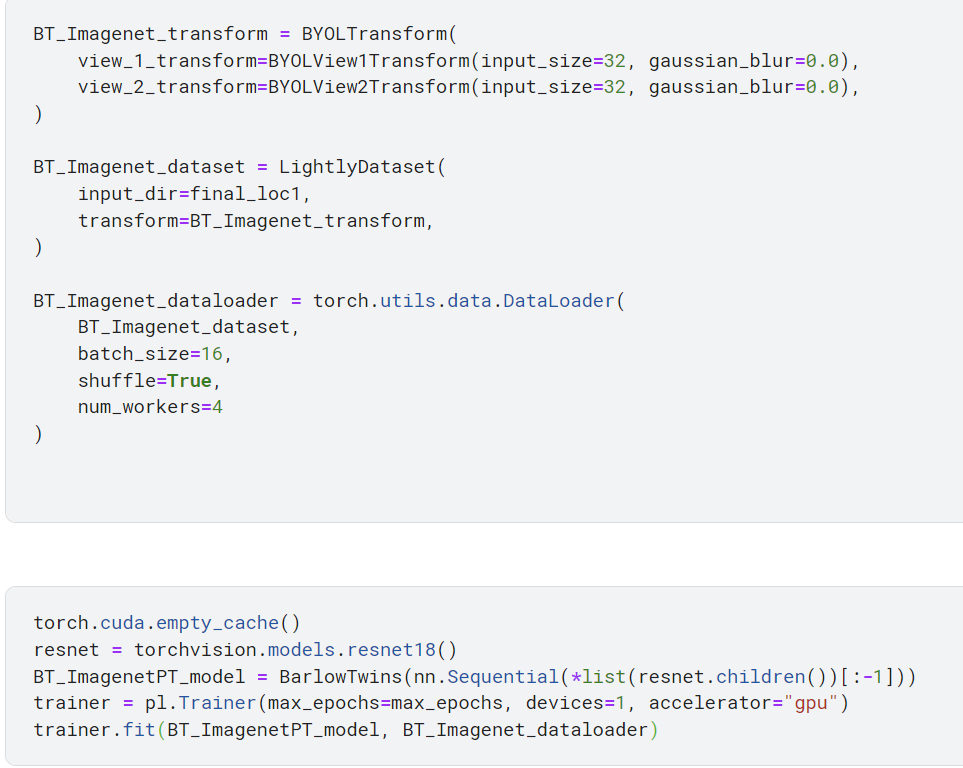 BT_Imagenet_transform = BYOLTransform(
    view_1_transform=BYOLView1Transform(input_size=32, gaussian_blur=0.0),
    view_2_transform=BYOLView2Transform(input_size=32, gaussian_blur=0.0),
)
BT_Imagenet_dataset = LightlyDataset(
    input_dir=final_loc1,
    transform=BT_Imagenet_transform,
)
BT_Imagenet_dataloader = torch.utils.data.DataLoader(
    BT_Imagenet_dataset,
    batch_size=16,
    shuffle=True,
    num_workers=4
)
torch.cuda.empty_cache()
resnet = torchvision.models.resnet18()
BT_ImagenetPT_model = BarlowTwins(nn.Sequential(*list(resnet.children())[:-1]))
trainer = pl.Trainer(max_epochs=max_epochs, devices=1, accelerator="gpu")
trainer.fit(BT_ImagenetPT_model, BT_Imagenet_dataloader)